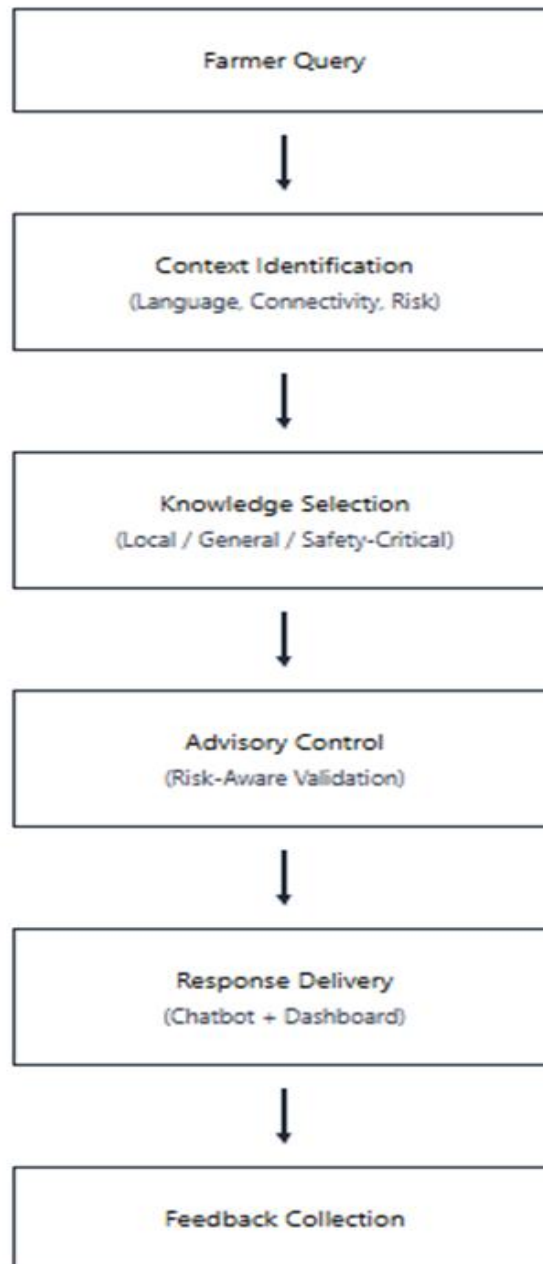 Farmer Query
Context Identification
(Language, Connectivity, Risk)
Knowledge Selection
(Local / General / Safety-Critical)
Advisory Control
(Risk-Aware Validation)
Response Delivery
(Chatbot + Dashboard)
Feedback Collection